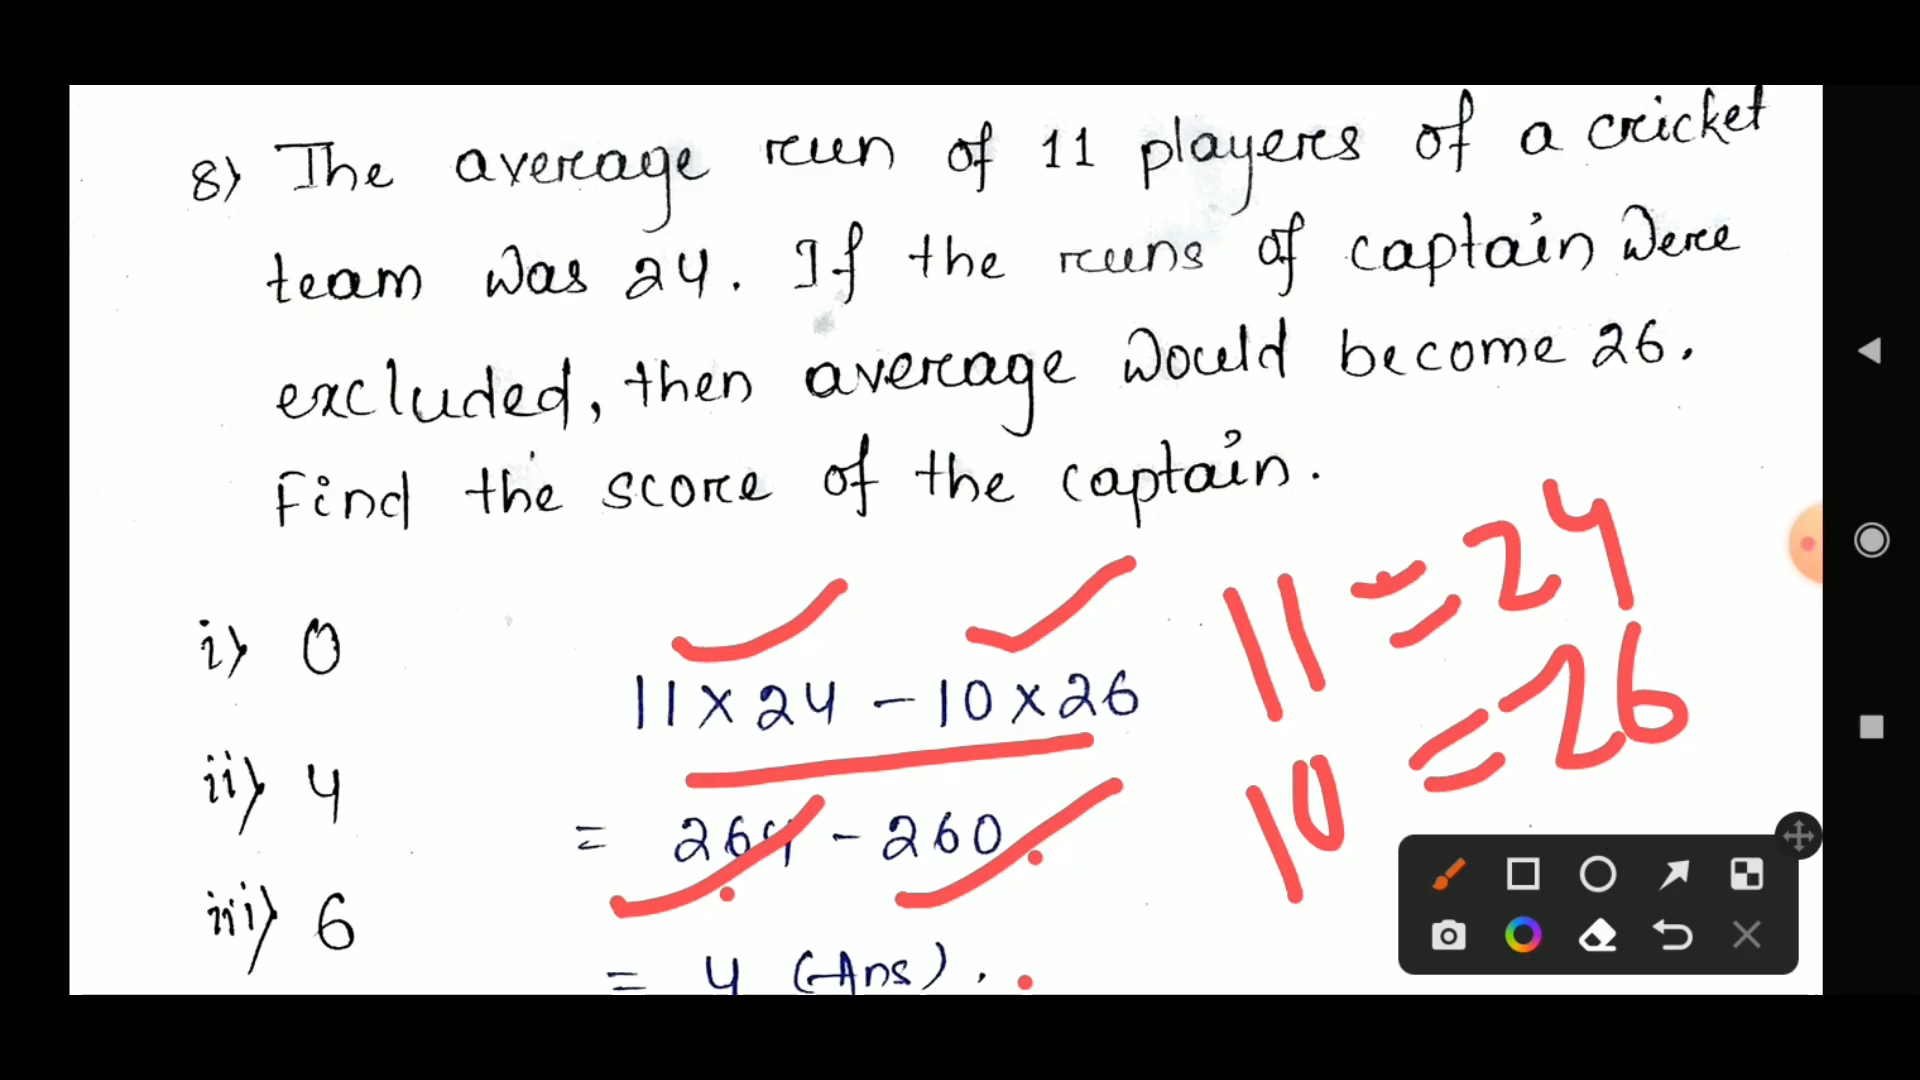 8) The average run of 11 players of a cricket
team was 24. If the runs of captain were
excluded, then average would become 26.
Find the score of the captain.
11 = 24
i) 0
11 x 24 - 10 x 26
10 = 26
ii) 4
= 264 - 260
iii) 6
= 4 (Ans).